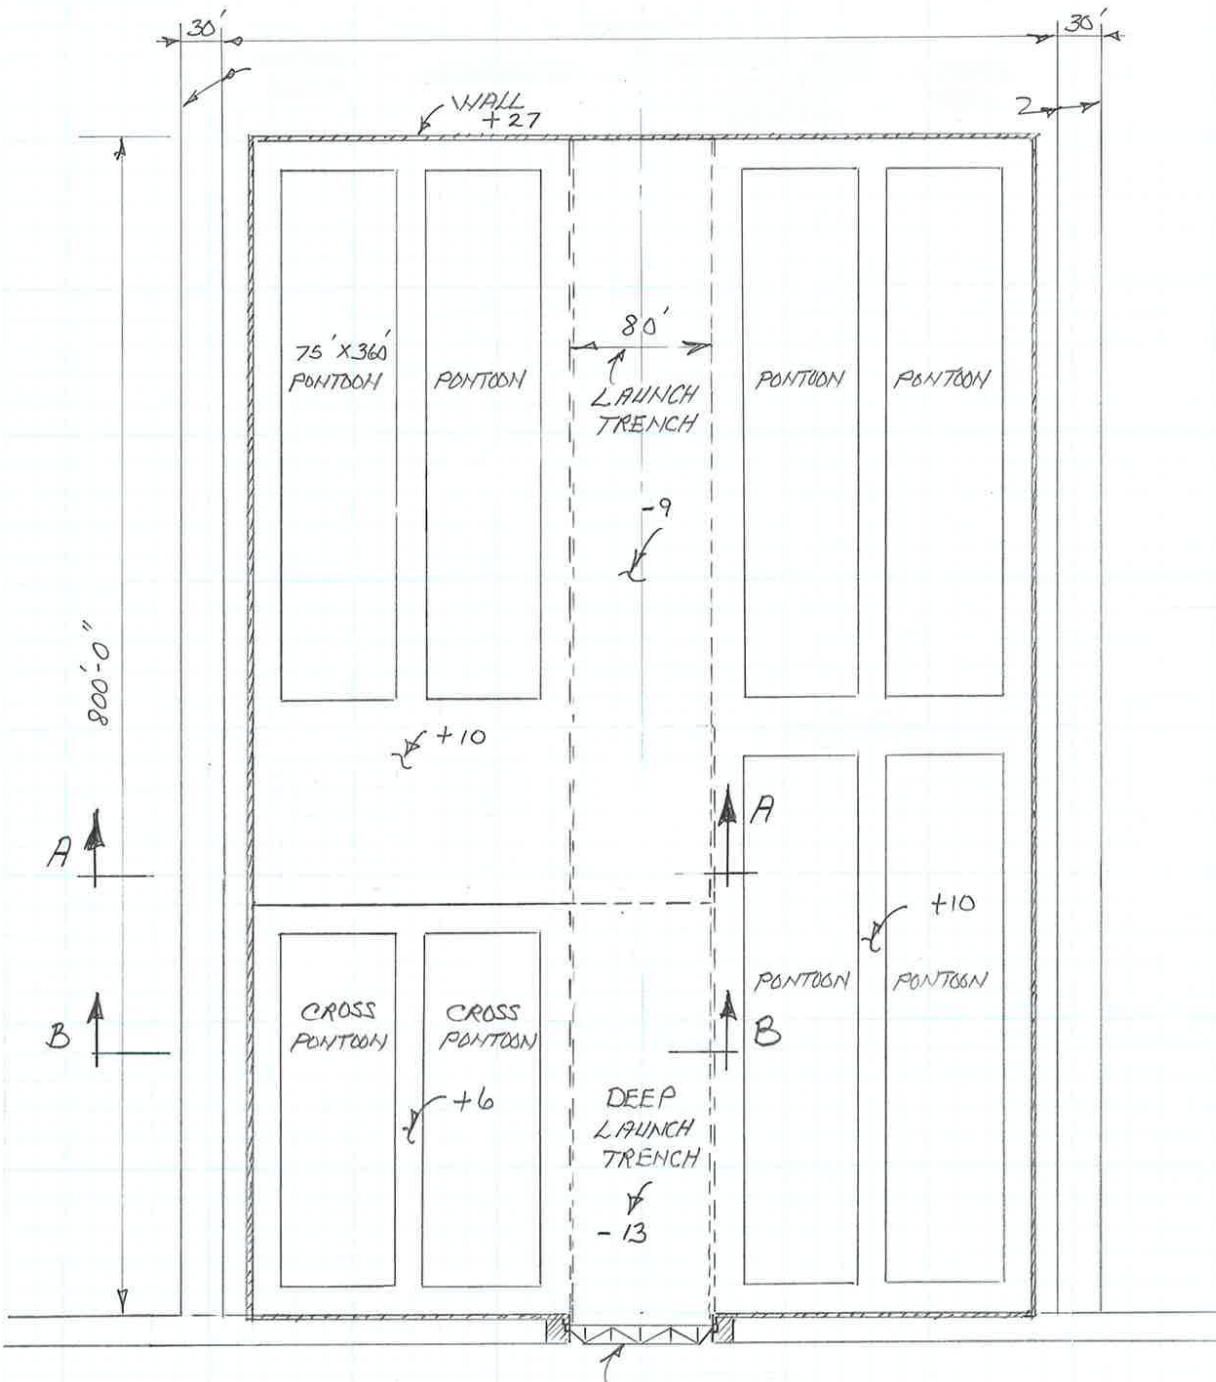 30'
30'
2
WALL
+27
80'
75' X 360'
PONTOON
PONTOON
LAUNCH
TRENCH
PONTOON
PONTOON
-9
800'-0"
+10
A
A
+10
PONTOON
PONTOON
B
CROSS
PONTOON
CROSS
PONTOON
B
+6
DEEP
LAUNCH
TRENCH
-13